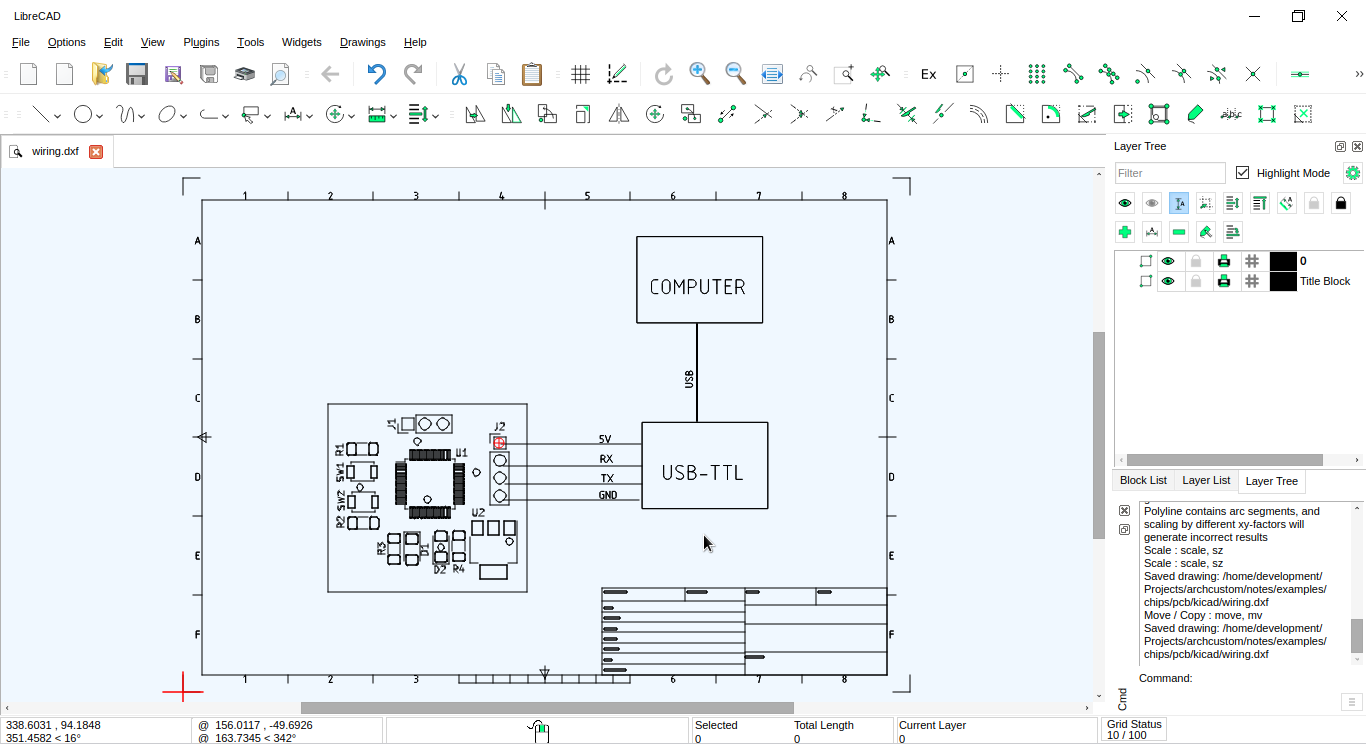 LibreCAD
File Options Edit View Plugins Tools Widgets Drawings Help
Ex
abc
wiring.dxf
Layer Tree
Filter
Highlight Mode
0
Title Block
Block List Layer List Layer Tree
1 2 3 4 5 6 7 8
A A
B B
C C
D D
E E
F F
COMPUTER
USB
USB-TTL
5V
RX
TX
GND
J1
J2
R1
U1
SW1
SW2
R2
U2
R3
D1
D2
R4
1 2 3 6 7 8
Polyline contains arc segments, and
scaling by different xy-factors will
generate incorrect results
Scale : scale, sz
Scale : scale, sz
Saved drawing: /home/development/
Projects/archcustom/notes/examples/
chips/pcb/kicad/wiring.dxf
Move / Copy : move, mv
Saved drawing: /home/development/
Projects/archcustom/notes/examples/
chips/pcb/kicad/wiring.dxf
Command:
Cmd
338.6031 , 94.1848
351.4582 < 16°
@ 156.0117 , -49.6926
@ 163.7345 < 342°
Selected
0
Total Length
0
Current Layer
0
Grid Status
10 / 100